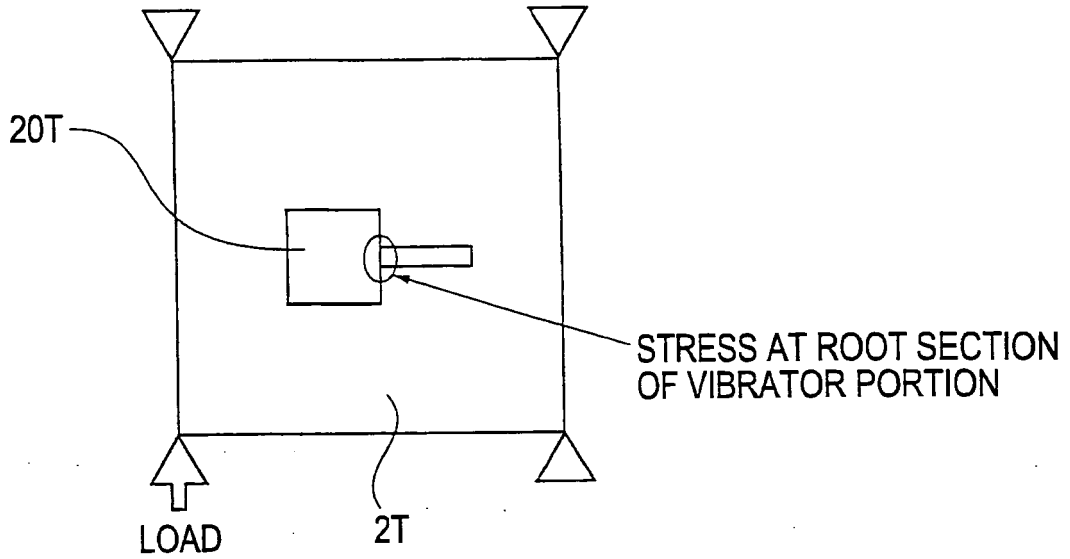 20T
STRESS AT ROOT SECTION
OF VIBRATOR PORTION
LOAD
2T